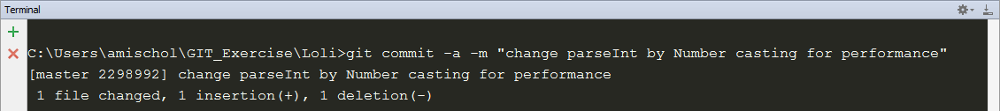 Terminal
C:\Users\amischol\GIT_Exercise\Loli>git commit -a -m "change parseInt by Number casting for performance"
[master 2298992] change parseInt by Number casting for performance
1 file changed, 1 insertion(+), 1 deletion(-)